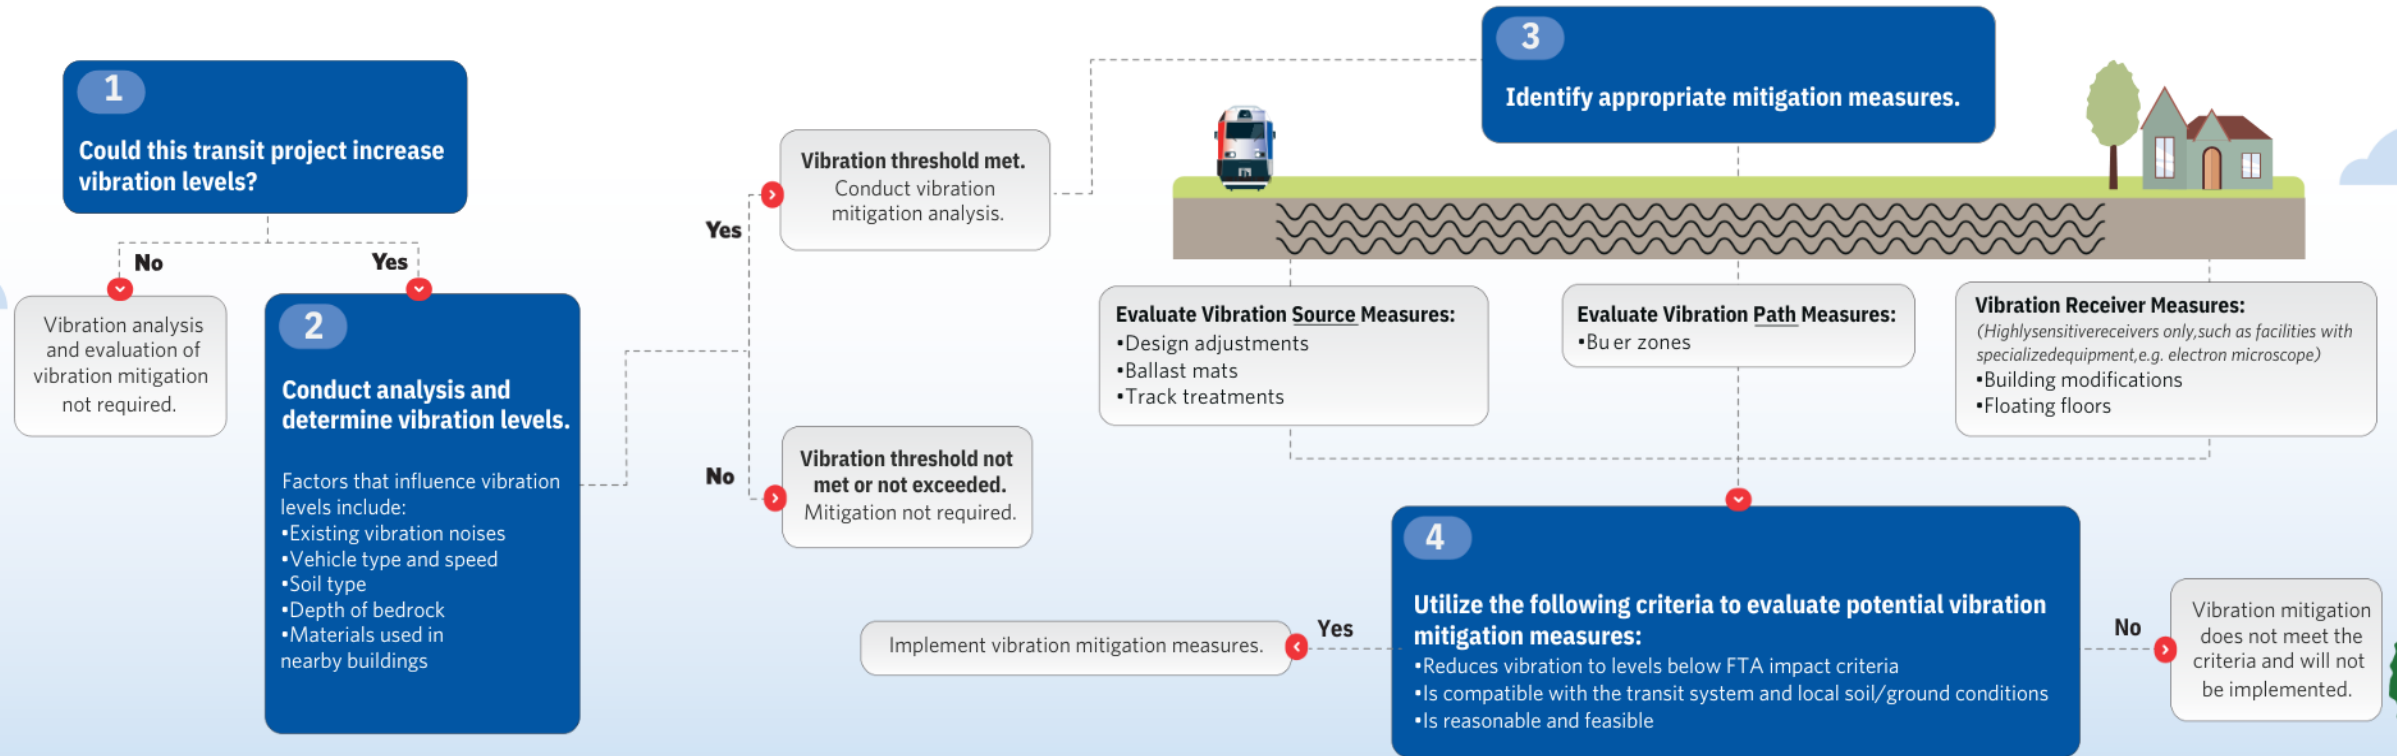 1
Could this transit project increase
vibration levels?
No
Yes
Vibration analysis
and evaluation of
vibration mitigation
not required.
2
Conduct analysis and
determine vibration levels.
Factors that influence vibration
levels include:
•Existing vibration noises
•Vehicle type and speed
•Soil type
•Depth of bedrock
•Materials used in
nearby buildings
Yes
Vibration threshold met.
Conduct vibration
mitigation analysis.
No
Vibration threshold not
met or not exceeded.
Mitigation not required.
3
Identify appropriate mitigation measures.
Evaluate Vibration Source Measures:
•Design adjustments
•Ballast mats
•Track treatments
Evaluate Vibration Path Measures:
•Bu er zones
Vibration Receiver Measures:
(Highlysensitivereceivers only,such as facilities with
specializedequipment,e.g. electron microscope)
•Building modifications
•Floating floors
4
Utilize the following criteria to evaluate potential vibration
mitigation measures:
•Reduces vibration to levels below FTA impact criteria
•Is compatible with the transit system and local soil/ground conditions
•Is reasonable and feasible
Yes
Implement vibration mitigation measures.
No
Vibration mitigation
does not meet the
criteria and will not
be implemented.